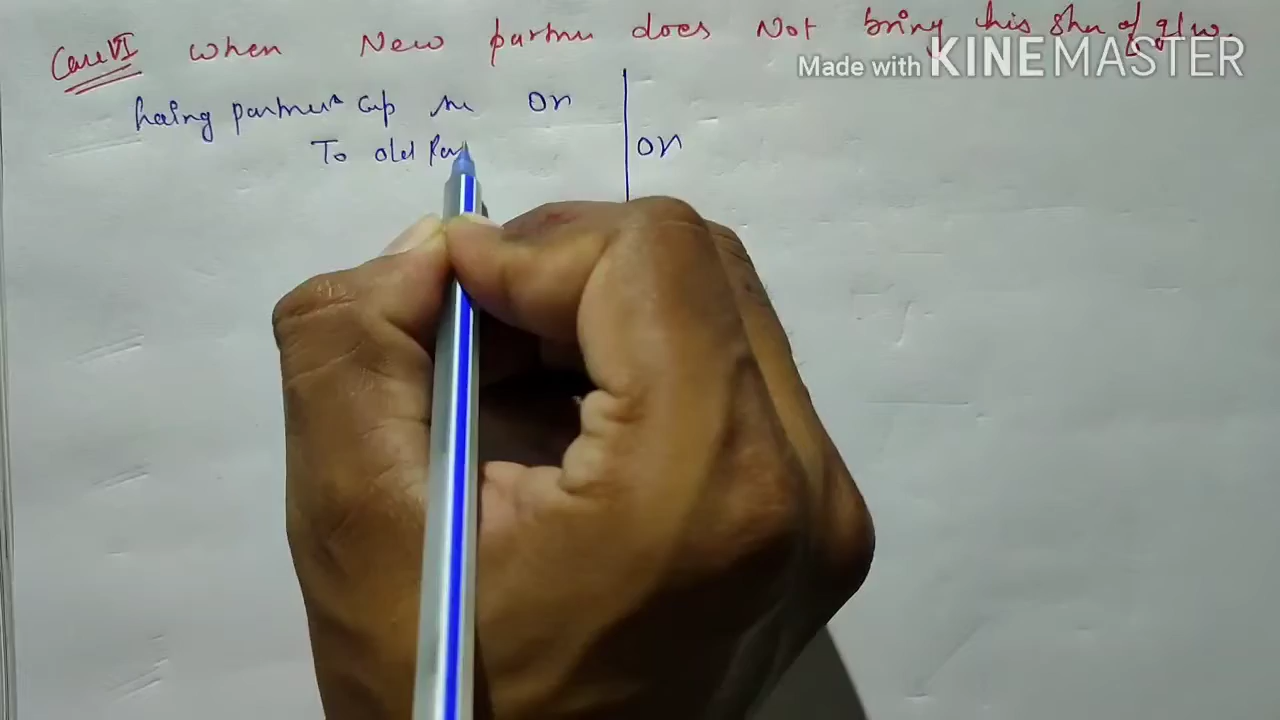 Case VI When New partner does Not bring his share of g/w.
Made with KINEMASTER
haing partner's Cap A/c Dr
To old Par Dr